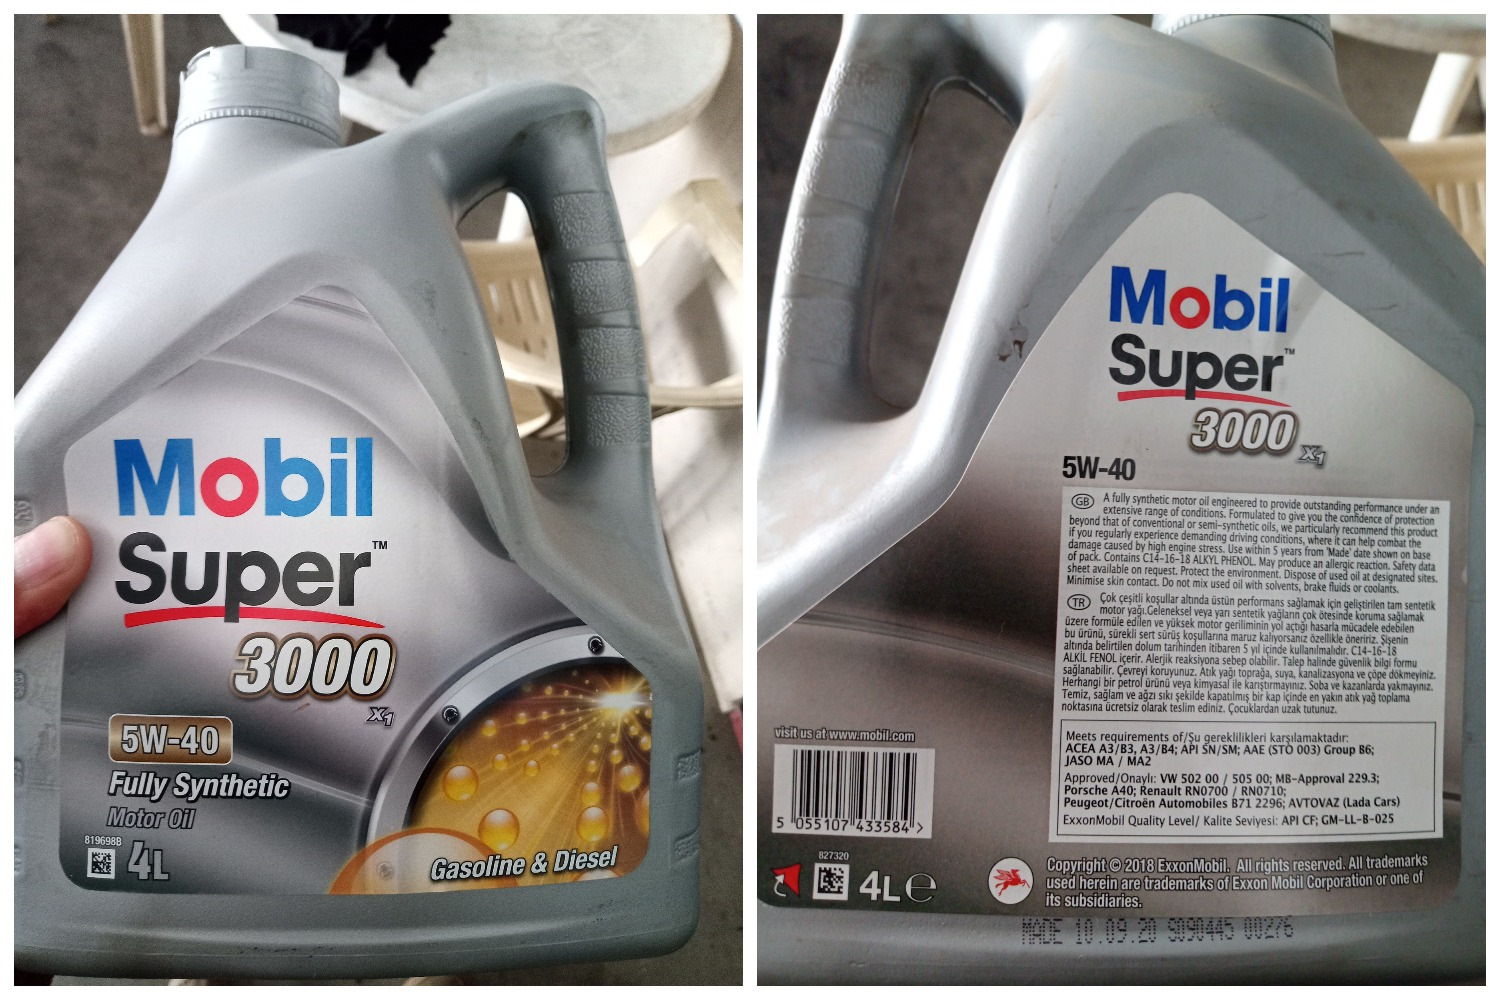 Mobil
Super™
3000
X1
5W-40
Fully Synthetic
Motor Oil
819698B
4L
Gasoline & Diesel
Mobil
Super™
3000
X1
5W-40
GB A fully synthetic motor oil engineered to provide outstanding performance under an
extensive range of conditions. Formulated to give you the confidence of protection
beyond that of conventional or semi-synthetic oils, we particularly recommend this product
if you regularly experience demanding driving conditions, where it can help combat the
damage caused by high engine stress. Use within 5 years from 'Made' date shown on base
of pack. Contains C14-16-18 ALKYL PHENOL. May produce an allergic reaction. Safety data
sheet available on request. Protect the environment. Dispose of used oil at designated sites.
Minimise skin contact. Do not mix used oil with solvents, brake fluids or coolants.
TR Çok çeşitli koşullar altında üstün performans sağlamak için geliştirilen tam sentetik
motor yağı.Geleneksel veya yarı sentetik yağların çok ötesinde koruma sağlamak
üzere formüle edilen ve yüksek motor geriliminin yol açtığı hasarla mücadele edebilen
bu ürünü, sürekli sert sürüş koşullarına maruz kalıyorsanız özellikle öneririz. Şişenin
altında belirtilen dolum tarihinden itibaren 5 yıl içinde kullanılmalıdır. C14-16-18
ALKİL FENOL içerir. Alerjik reaksiyona sebep olabilir. Talep halinde güvenlik bilgi formu
sağlanabilir. Çevreyi koruyunuz. Atık yağı toprağa, suya, kanalizasyona ve çöpe dökmeyiniz.
Herhangi bir petrol ürünü veya kimyasal ile karıştırmayınız. Soba ve kazanlarda yakmayınız.
Temiz, sağlam ve ağzı sıkı şekilde kapatılmış bir kap içinde en yakın atık yağ toplama
noktasına ücretsiz olarak teslim ediniz. Çocuklardan uzak tutunuz.
Meets requirements of/Şu gereklilikleri karşılamaktadır:
ACEA A3/B3, A3/B4; API SN/SM; AAE (STO 003) Group B6;
JASO MA / MA2
Approved/Onaylı: VW 502 00 / 505 00; MB-Approval 229.3;
Porsche A40; Renault RN0700 / RN0710;
Peugeot/Citroën Automobiles B71 2296; AVTOVAZ (Lada Cars)
ExxonMobil Quality Level/ Kalite Seviyesi: API CF; GM-LL-B-025
visit us at www.mobil.com
5 055107 433584 >
827320
4L e
Copyright © 2018 ExxonMobil. All rights reserved. All trademarks
used herein are trademarks of Exxon Mobil Corporation or one of
its subsidiaries.
MADE 10.09.20 S090445 00276